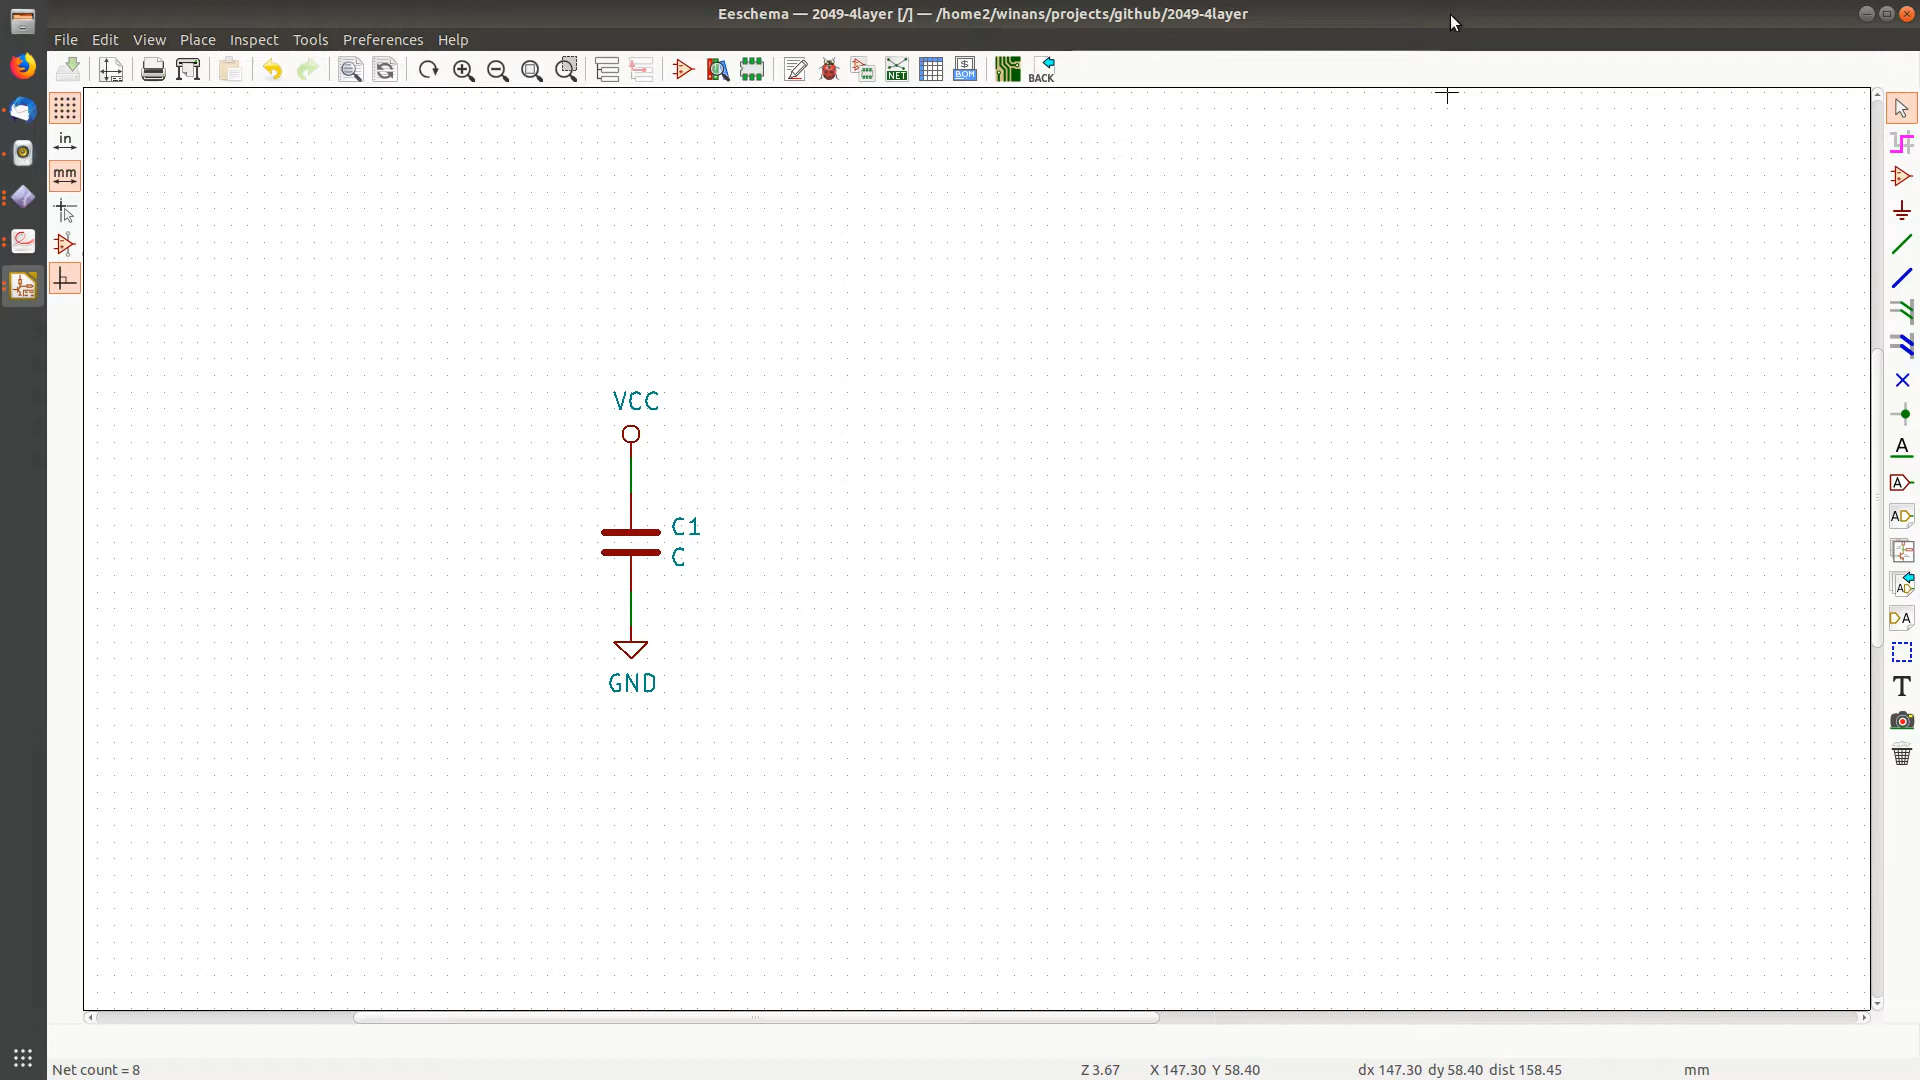 Eeschema — 2049-4layer [/] — /home2/winans/projects/github/2049-4layer
File Edit View Place Inspect Tools Preferences Help
NET
$
BOM
BACK
in
mm
VCC
C1
C
GND
A
A
A
A
A
T
Net count = 8
Z 3.67
X 147.30 Y 58.40
dx 147.30 dy 58.40 dist 158.45
mm